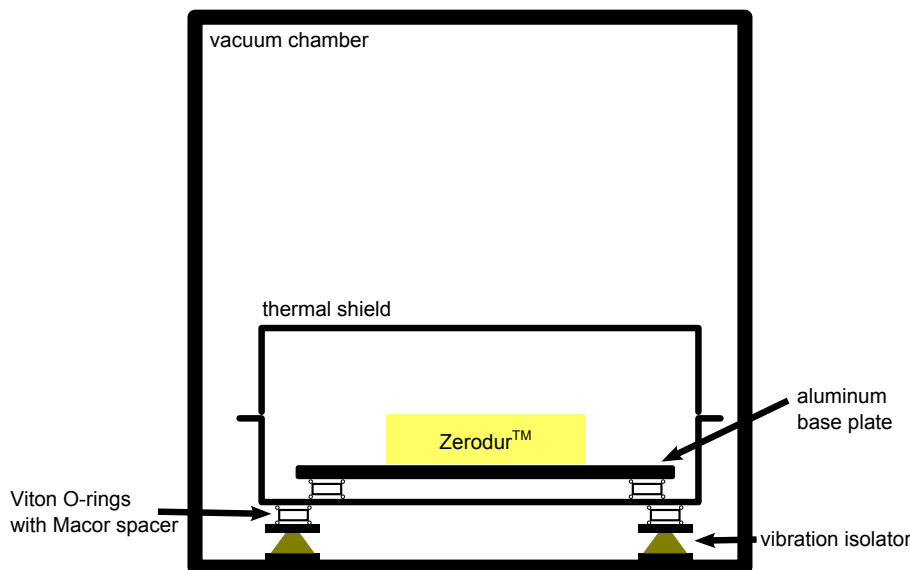 vacuum chamber
thermal shield
aluminum
base plate
Zerodur™
Viton O-rings
with Macor spacer
vibration isolator